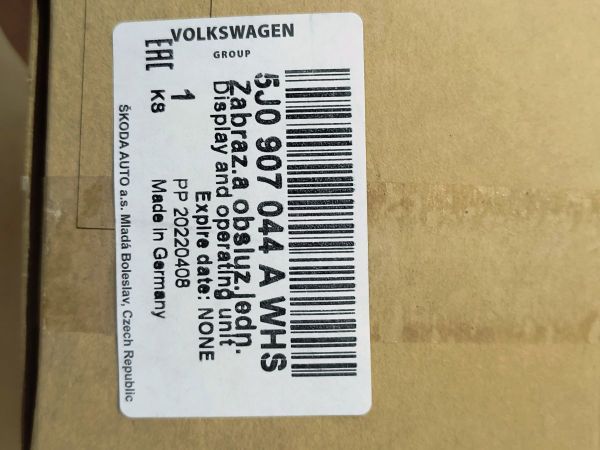 VOLKSWAGEN
GROUP
5J0 907 044 A WHS
Zabraz.a obsluz.jedn.
Display and operating unit
Expire date: NONE
1 PP 20220408
KS Made in Germany
EAC
ŠKODA AUTO a.s. Mladá Boleslav, Czech Republic